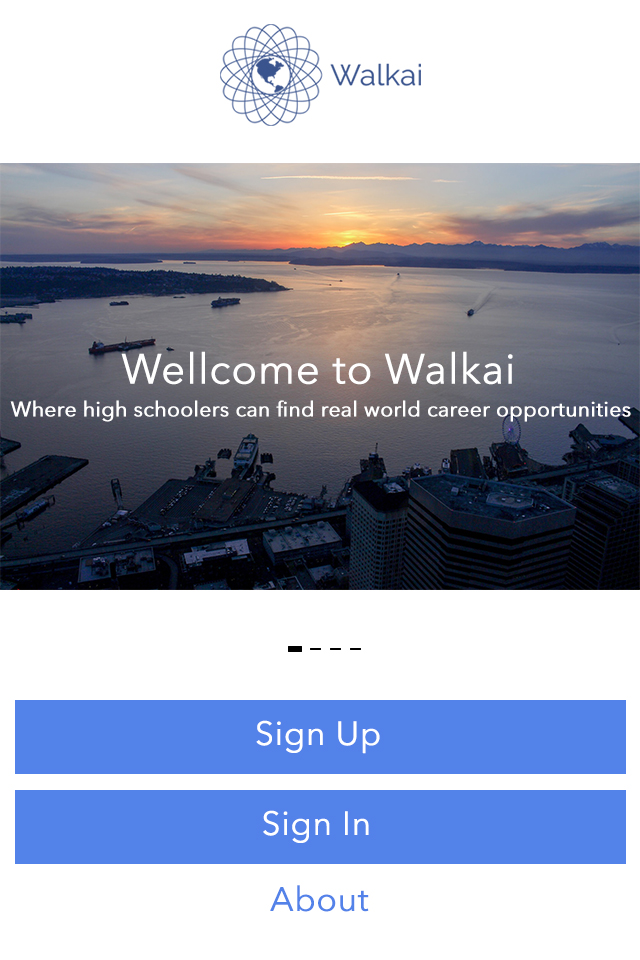 Walkai
Wellcome to Walkai
Where high schoolers can find real world career opportunities
Sign Up
Sign In
About